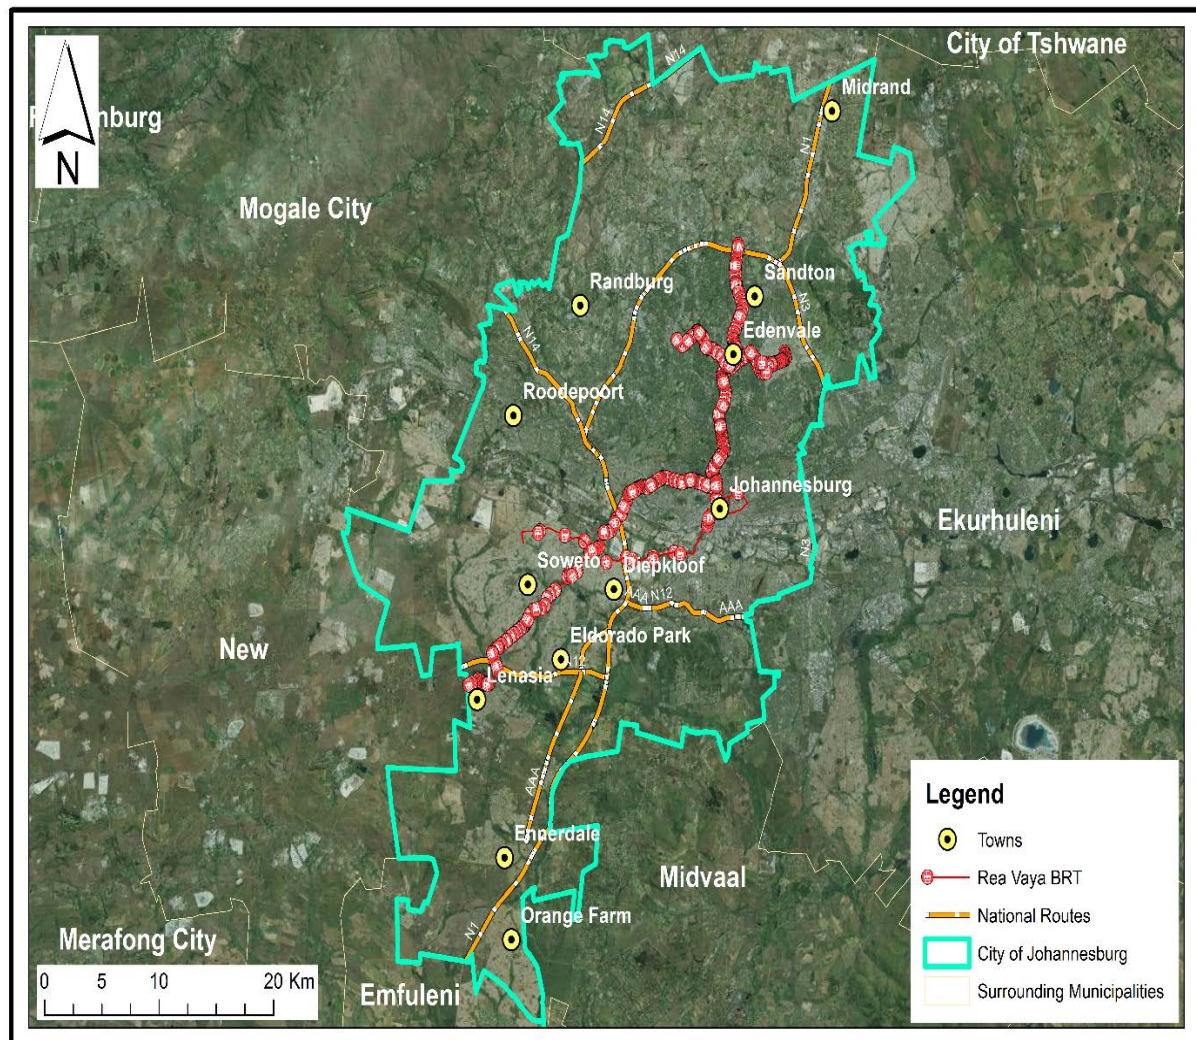 City of Tshwane
N14
Midrand
N14
N1
N
Mogale City
Sandton
Randburg
N3
Edenvale
N14
Roodepoort
Johannesburg
Ekurhuleni
N3
Soweto
Diepkloof
AAA N12
AAA
New
Eldorado Park
N12
Lenasia
AAA
Legend
Towns
Rea Vaya BRT
National Routes
City of Johannesburg
Surrounding Municipalities
Ennerdale
Midvaal
Orange Farm
N1
Merafong City
0 5 10 20 Km
Emfuleni